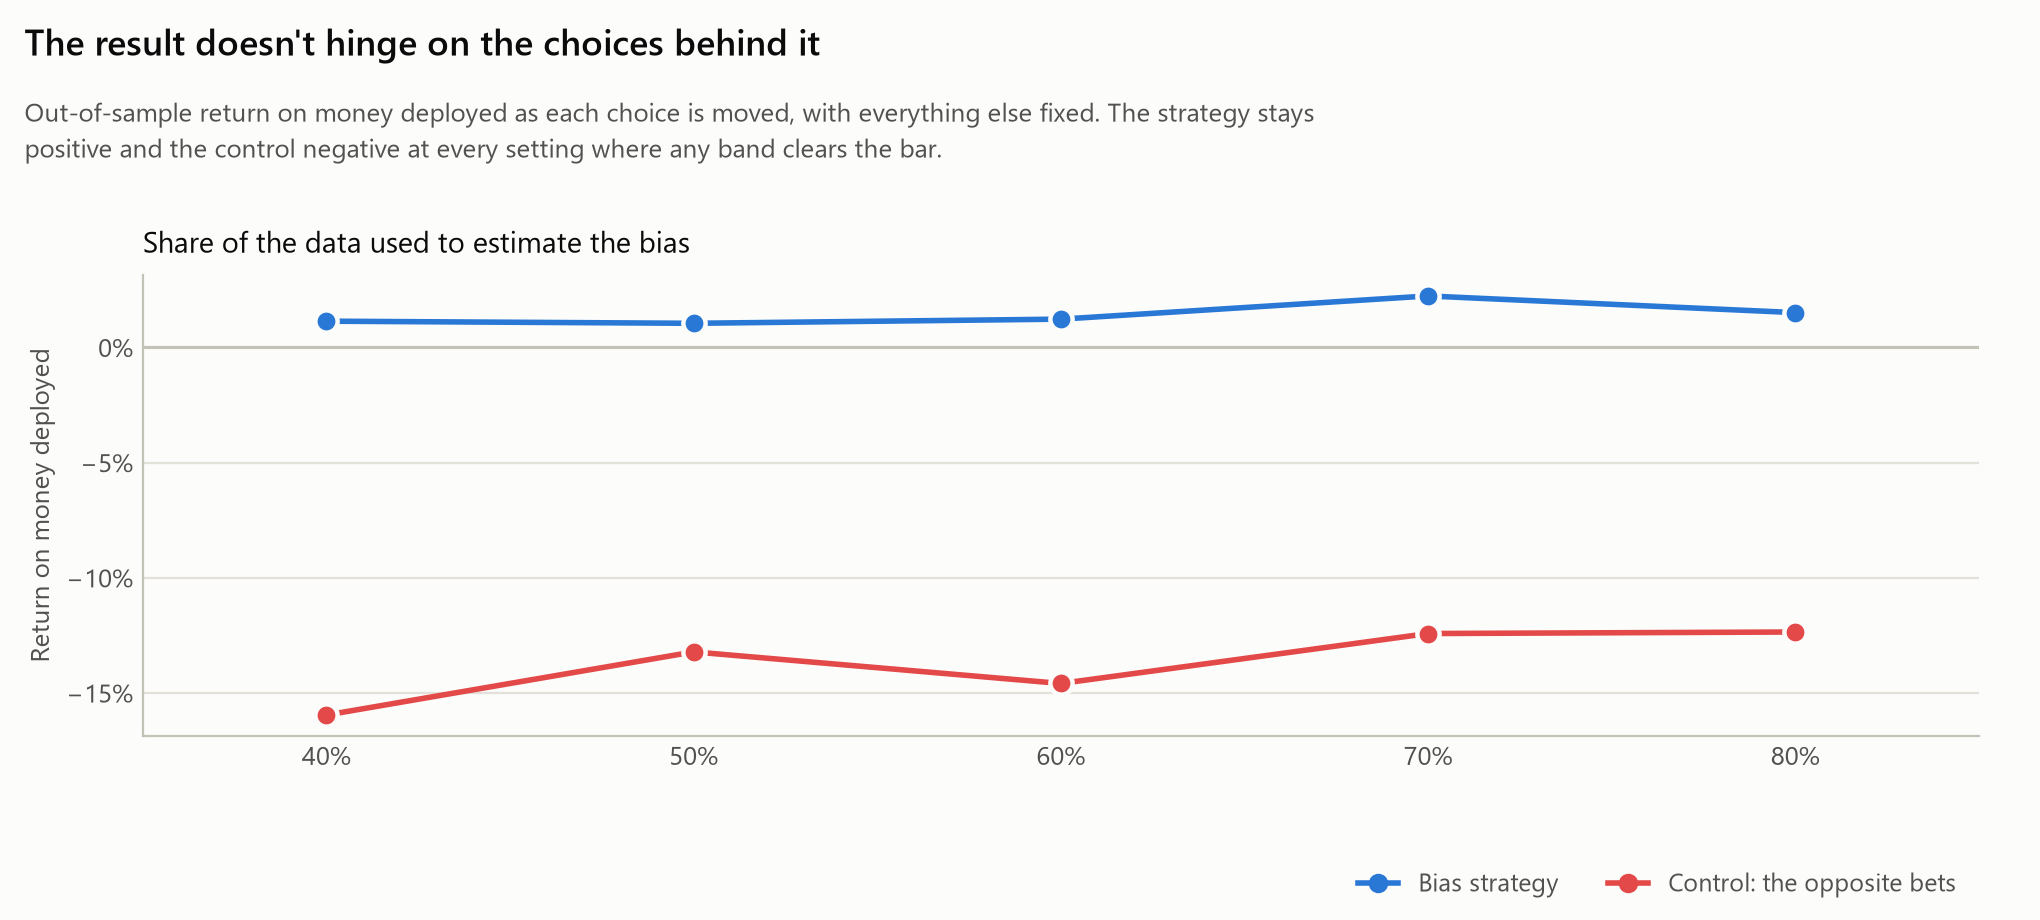 The result doesn't hinge on the choices behind it
Out-of-sample return on money deployed as each choice is moved, with everything else fixed. The strategy stays
positive and the control negative at every setting where any band clears the bar.
Share of the data used to estimate the bias
Return on money deployed
0%
−5%
−10%
−15%
40%
50%
60%
70%
80%
Bias strategy
Control: the opposite bets